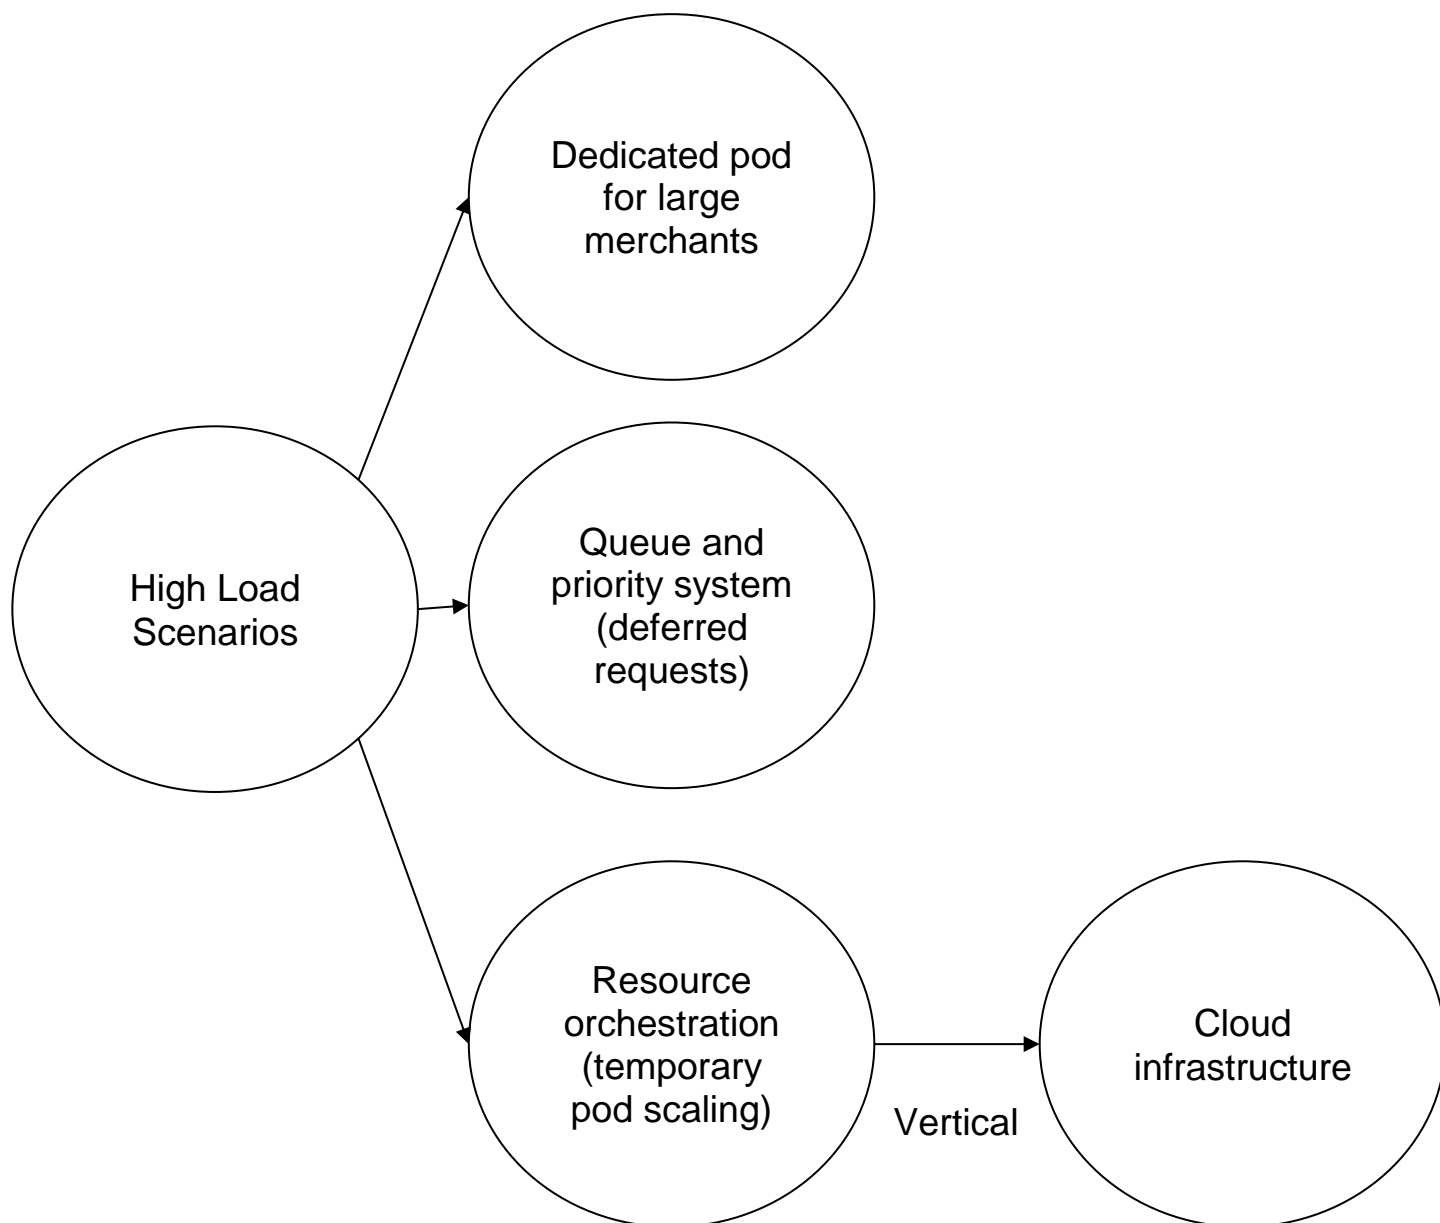 Dedicated pod
for large
merchants
Queue and
priority system
(deferred
requests)
High Load
Scenarios
Resource
orchestration
(temporary
pod scaling)
Vertical
Cloud
infrastructure